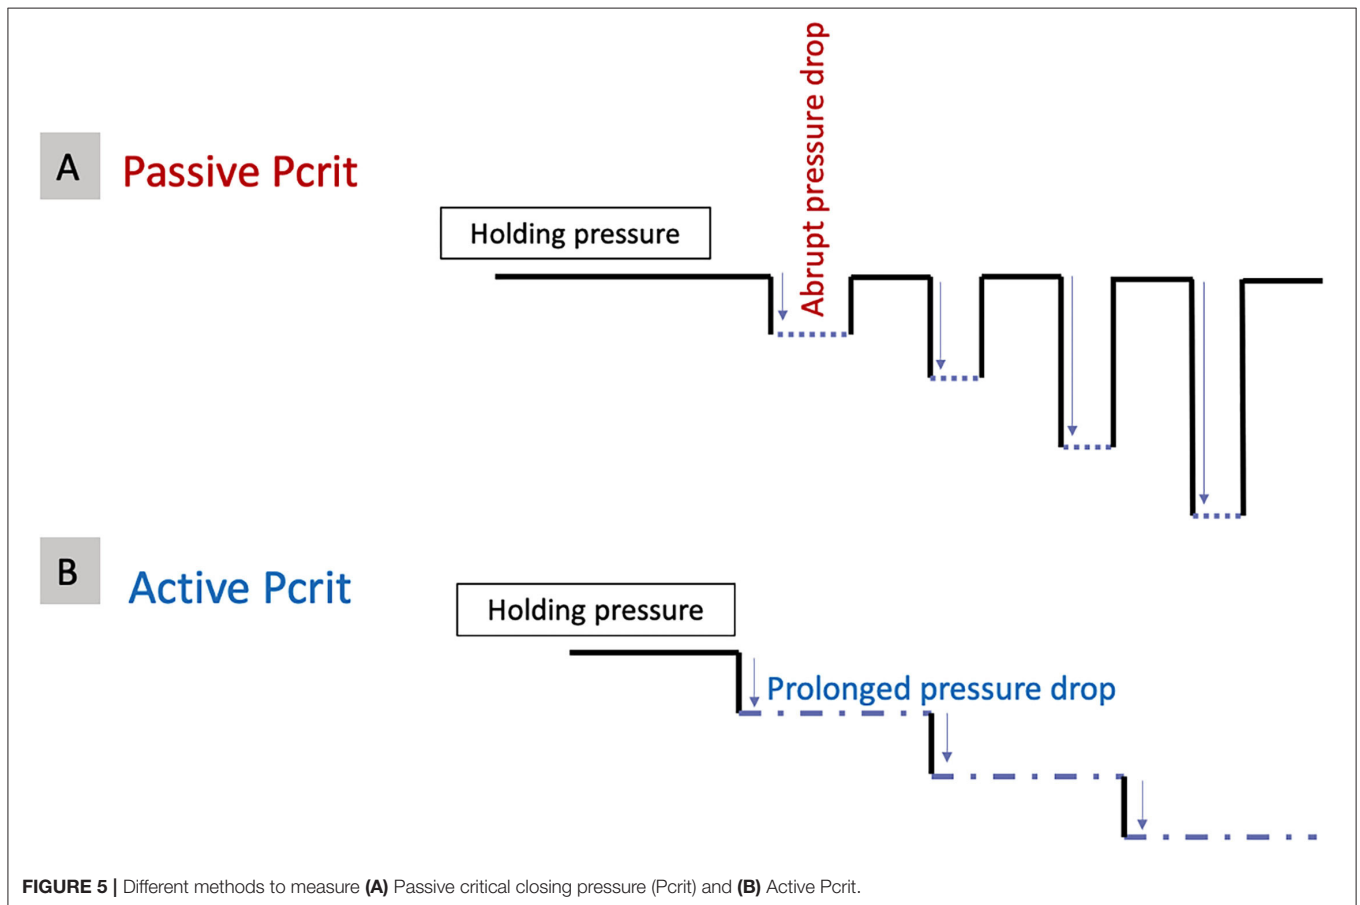 A
Passive Pcrit
Holding pressure
Abrupt pressure drop
B
Active Pcrit
Holding pressure
Prolonged pressure drop
FIGURE 5 | Different methods to measure (A) Passive critical closing pressure (Pcrit) and (B) Active Pcrit.